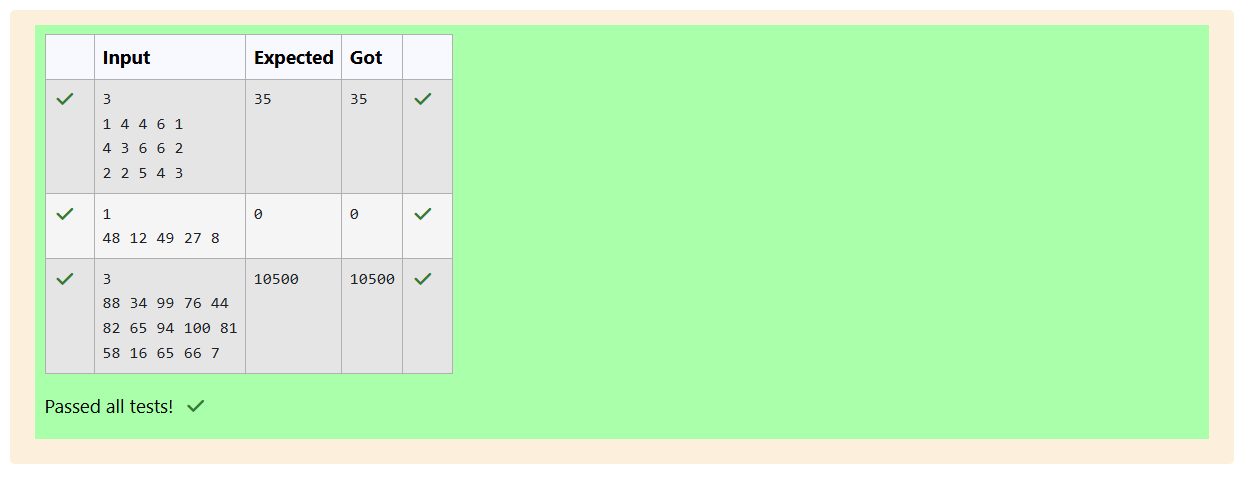 Input Expected Got
3 35 35
1 4 4 6 1
4 3 6 6 2
2 2 5 4 3
1 0 0
48 12 49 27 8
3 10500 10500
88 34 99 76 44
82 65 94 100 81
58 16 65 66 7
Passed all tests!